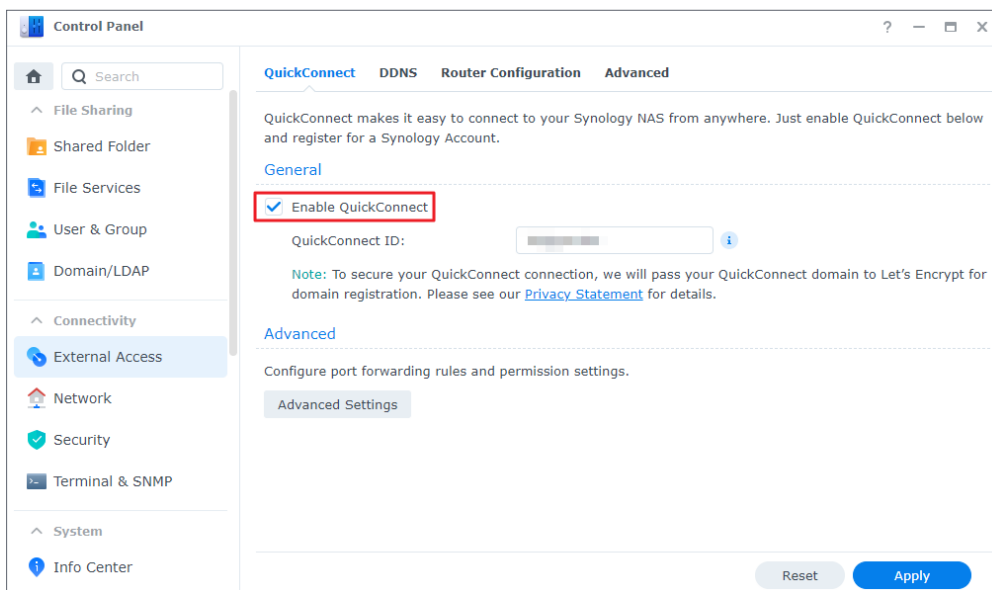 Control Panel
Search
File Sharing
Shared Folder
File Services
User & Group
Domain/LDAP
Connectivity
External Access
Network
Security
Terminal & SNMP
System
Info Center
QuickConnect DDNS Router Configuration Advanced
QuickConnect makes it easy to connect to your Synology NAS from anywhere. Just enable QuickConnect below
and register for a Synology Account.
General
Enable QuickConnect
QuickConnect ID:
Note: To secure your QuickConnect connection, we will pass your QuickConnect domain to Let's Encrypt for
domain registration. Please see our Privacy Statement for details.
Advanced
Configure port forwarding rules and permission settings.
Advanced Settings
Reset Apply